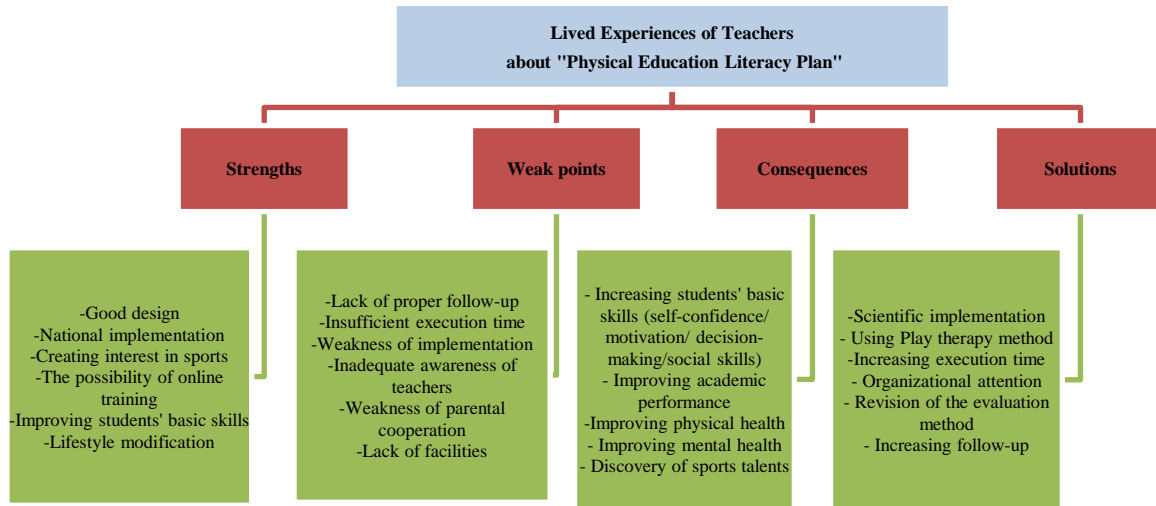 Lived Experiences of Teachers
about "Physical Education Literacy Plan"
Strengths
Weak points
Consequences
Solutions
-Good design
-National implementation
-Creating interest in sports
-The possibility of online
training
-Improving students' basic skills
-Lifestyle modification
-Lack of proper follow-up
-Insufficient execution time
-Weakness of implementation
-Inadequate awareness of
teachers
-Weakness of parental
cooperation
-Lack of facilities
- Increasing students' basic
skills (self-confidence/
motivation/ decision-
making/social skills)
- Improving academic
performance
-Improving physical health
- Improving mental health
- Discovery of sports talents
-Scientific implementation
- Using Play therapy method
-Increasing execution time
- Organizational attention
- Revision of the evaluation
method
- Increasing follow-up